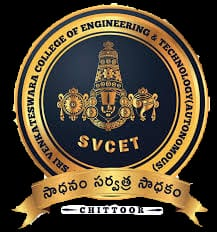 SRI VENKATESWARA COLLEGE OF ENGINEERING & TECHNOLOGY(AUTONOMOUS)
SVCET
సాధనం సర్వత్ర సాధకం
CHITTOOR